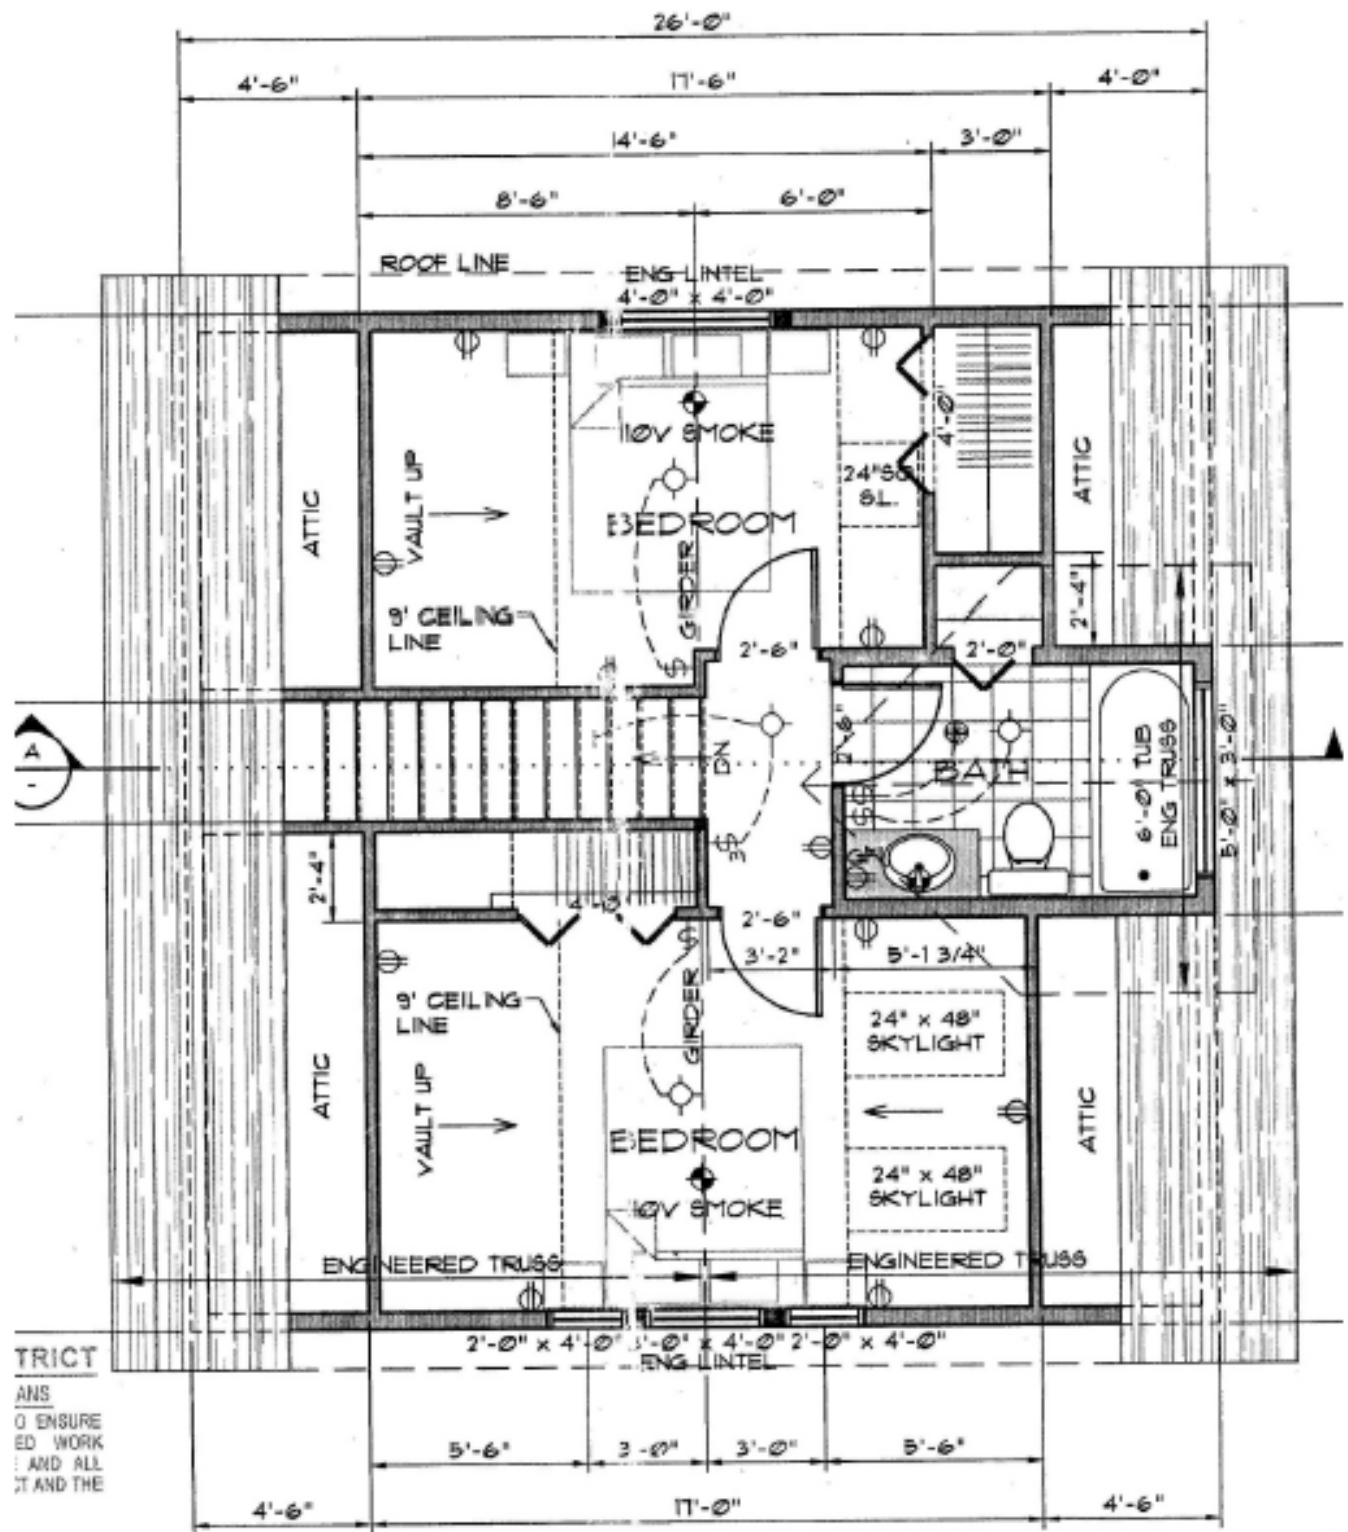 26'-0"
4'-6"
17'-6"
4'-0"
14'-6"
3'-0"
8'-6"
6'-0"
ROOF LINE
ENG LINTEL
4'-0" x 4'-0"
110V SMOKE
4'-0"
24"SQ
S.L.
ATTIC
VAULT UP
BEDROOM
ATTIC
GIRDER
9' CEILING
LINE
2'-4"
2'-6"
2'-0"
$
A
-
DN
2'-6"
BATH
6'-0" TUB
ENG TRUSS
5'-0" x 3'-0"
$3
$$
2'-4"
2'-6"
3'-2"
5'-1 3/4"
$
GIRDER
9' CEILING
LINE
24" x 48"
SKYLIGHT
ATTIC
VAULT UP
BEDROOM
ATTIC
110V SMOKE
24" x 48"
SKYLIGHT
ENGINEERED TRUSS
ENGINEERED TRUSS
2'-0" x 4'-0" 3'-0" x 4'-0" 2'-0" x 4'-0"
ENG LINTEL
TRICT
ANS
O ENSURE
ED WORK
AND ALL
CT AND THE
5'-6"
3'-0"
3'-0"
5'-6"
4'-6"
17'-0"
4'-6"